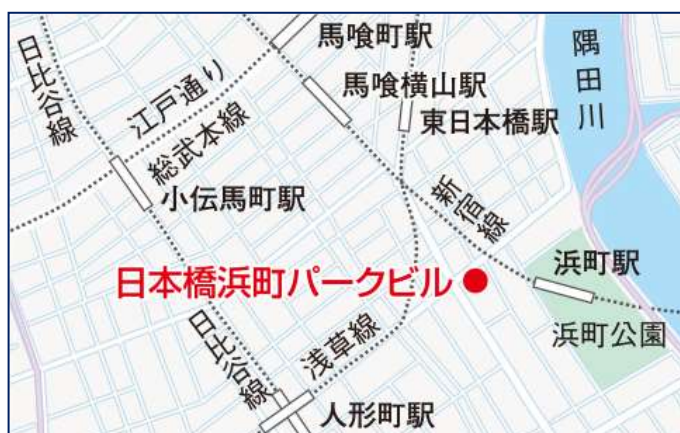 馬喰町駅
日比谷線
江戸通り
総武本線
馬喰横山駅
東日本橋駅
隅田川
小伝馬町駅
新宿線
浜町駅
日本橋浜町パークビル
浜町公園
日比谷線
浅草線
人形町駅